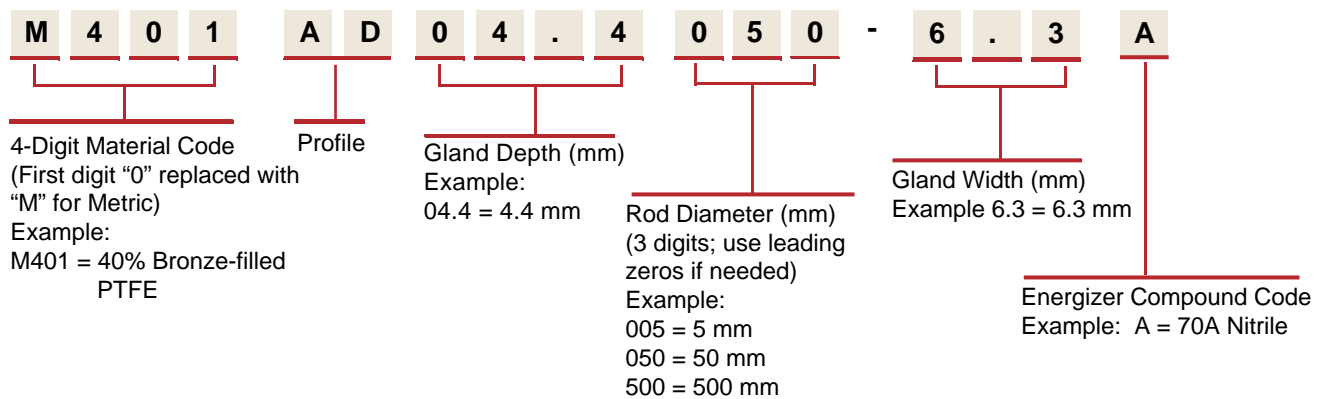 M 4 0 1 A D 0 4 . 4 0 5 0 - 6 . 3 A
4-Digit Material Code
(First digit “0” replaced with
“M” for Metric)
Example:
M401 = 40% Bronze-filled
PTFE
Profile
Gland Depth (mm)
Example:
04.4 = 4.4 mm
Rod Diameter (mm)
(3 digits; use leading
zeros if needed)
Example:
005 = 5 mm
050 = 50 mm
500 = 500 mm
Gland Width (mm)
Example 6.3 = 6.3 mm
Energizer Compound Code
Example: A = 70A Nitrile